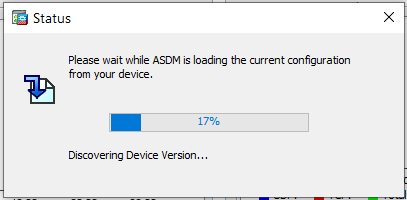 Status
Please wait while ASDM is loading the current configuration
from your device.
17%
Discovering Device Version...